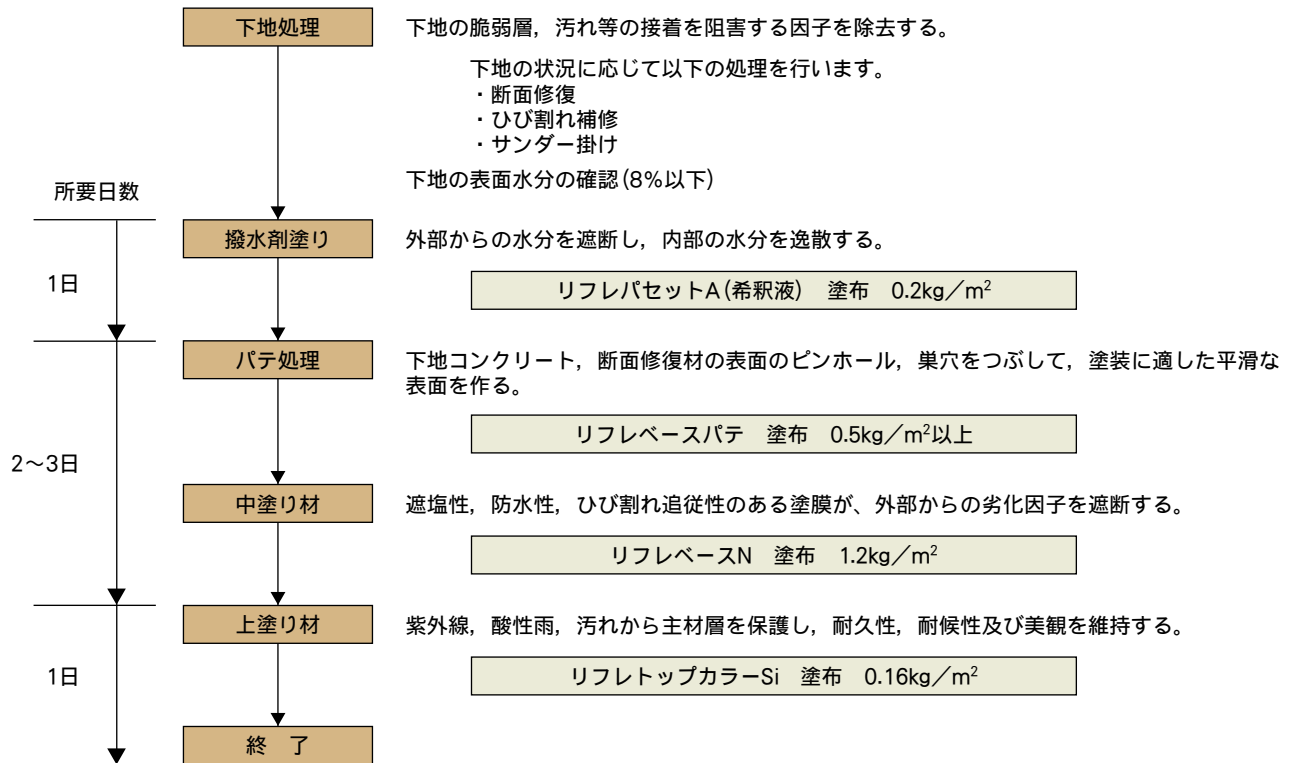 下地処理
下地の脆弱層，汚れ等の接着を阻害する因子を除去する。
下地の状況に応じて以下の処理を行います。
・断面修復
・ひび割れ補修
・サンダー掛け
下地の表面水分の確認（8%以下）
所要日数
撥水剤塗り
外部からの水分を遮断し，内部の水分を逸散する。
1日
リフレパセットA（希釈液）　塗布　0.2kg／m²
パテ処理
下地コンクリート，断面修復材の表面のピンホール，巣穴をつぶして，塗装に適した平滑な
表面を作る。
リフレベースパテ　塗布　0.5kg／m²以上
2〜3日
中塗り材
遮塩性，防水性，ひび割れ追従性のある塗膜が、外部からの劣化因子を遮断する。
リフレベースN　塗布　1.2kg／m²
上塗り材
紫外線，酸性雨，汚れから主材層を保護し，耐久性，耐候性及び美観を維持する。
1日
リフレトップカラーSi　塗布　0.16kg／m²
終　了